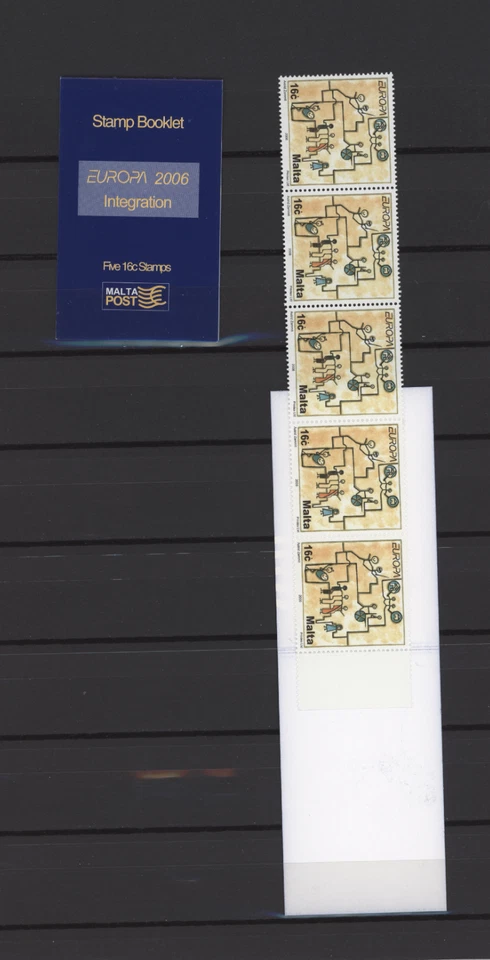 Stamp Booklet
EUROPA 2006
Integration
Five 16c Stamps
MALTA
POST
16c
EUROPA
Malta
16c
EUROPA
Malta
16c
EUROPA
Malta
16c
EUROPA
Malta
16c
EUROPA
Malta